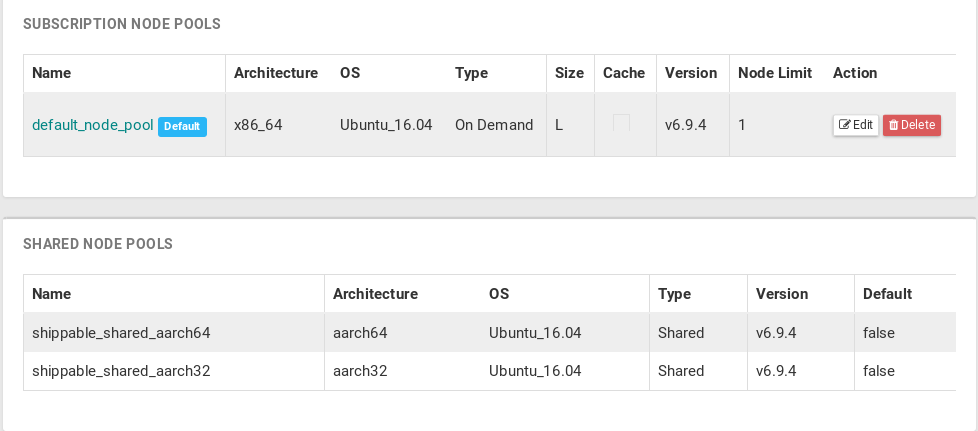 SUBSCRIPTION NODE POOLS
Name Architecture OS Type Size Cache Version Node Limit Action
default_node_pool Default x86_64 Ubuntu_16.04 On Demand L v6.9.4 1 Edit Delete
SHARED NODE POOLS
Name Architecture OS Type Version Default
shippable_shared_aarch64 aarch64 Ubuntu_16.04 Shared v6.9.4 false
shippable_shared_aarch32 aarch32 Ubuntu_16.04 Shared v6.9.4 false